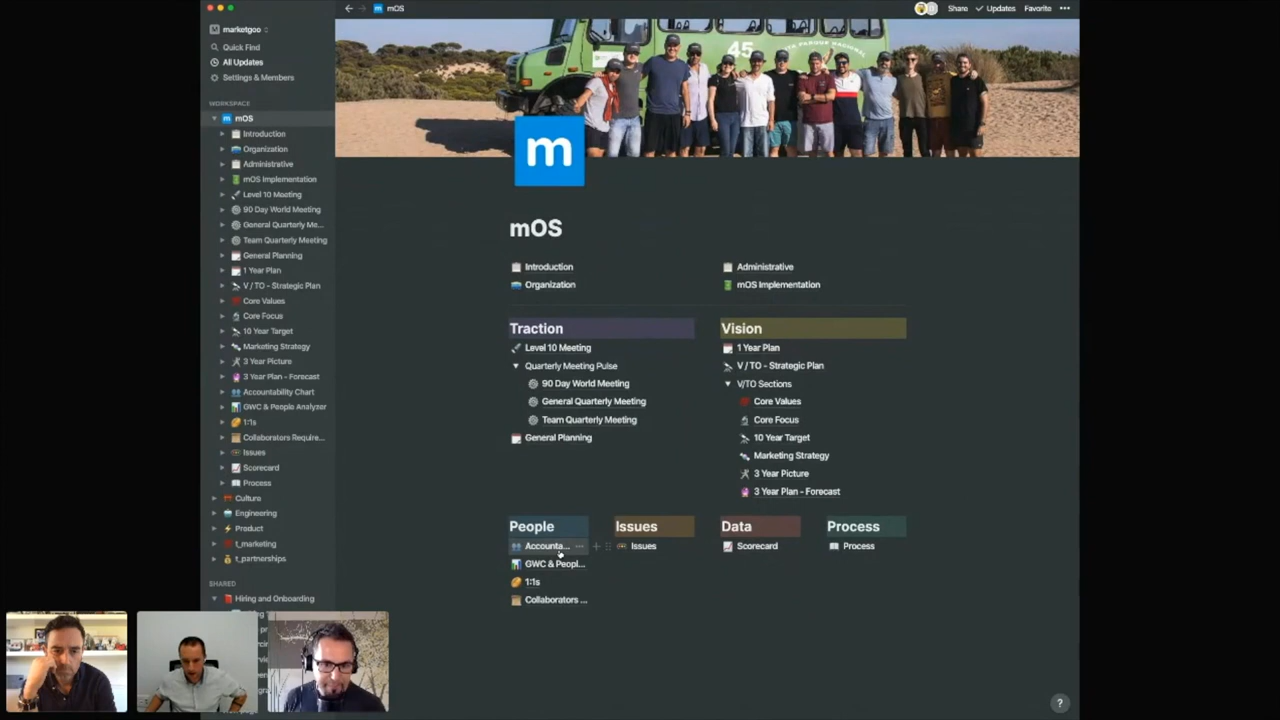 mOS
Share
Updates
Favorite
marketgoo
Quick Find
All Updates
Settings & Members
WORKSPACE
mOS
Introduction
Organization
Administrative
mOS Implementation
Level 10 Meeting
90 Day World Meeting
General Quarterly Me...
Team Quarterly Meeting
General Planning
1 Year Plan
V / TO - Strategic Plan
Core Values
Core Focus
10 Year Target
Marketing Strategy
3 Year Picture
3 Year Plan - Forecast
Accountability Chart
GWC & People Analyzer
1:1s
Collaborators Require...
Issues
Scorecard
Process
Culture
Engineering
Product
t_marketing
t_partnerships
SHARED
Hiring and Onboarding
45
PARQUE NACIONAL
m
mOS
Introduction
Organization
Administrative
mOS Implementation
Traction
Level 10 Meeting
Quarterly Meeting Pulse
90 Day World Meeting
General Quarterly Meeting
Team Quarterly Meeting
General Planning
Vision
1 Year Plan
V / TO - Strategic Plan
V/TO Sections
Core Values
Core Focus
10 Year Target
Marketing Strategy
3 Year Picture
3 Year Plan - Forecast
People
Accounta...
GWC & Peopl...
1:1s
Collaborators ...
Issues
Issues
Data
Scorecard
Process
Process
?